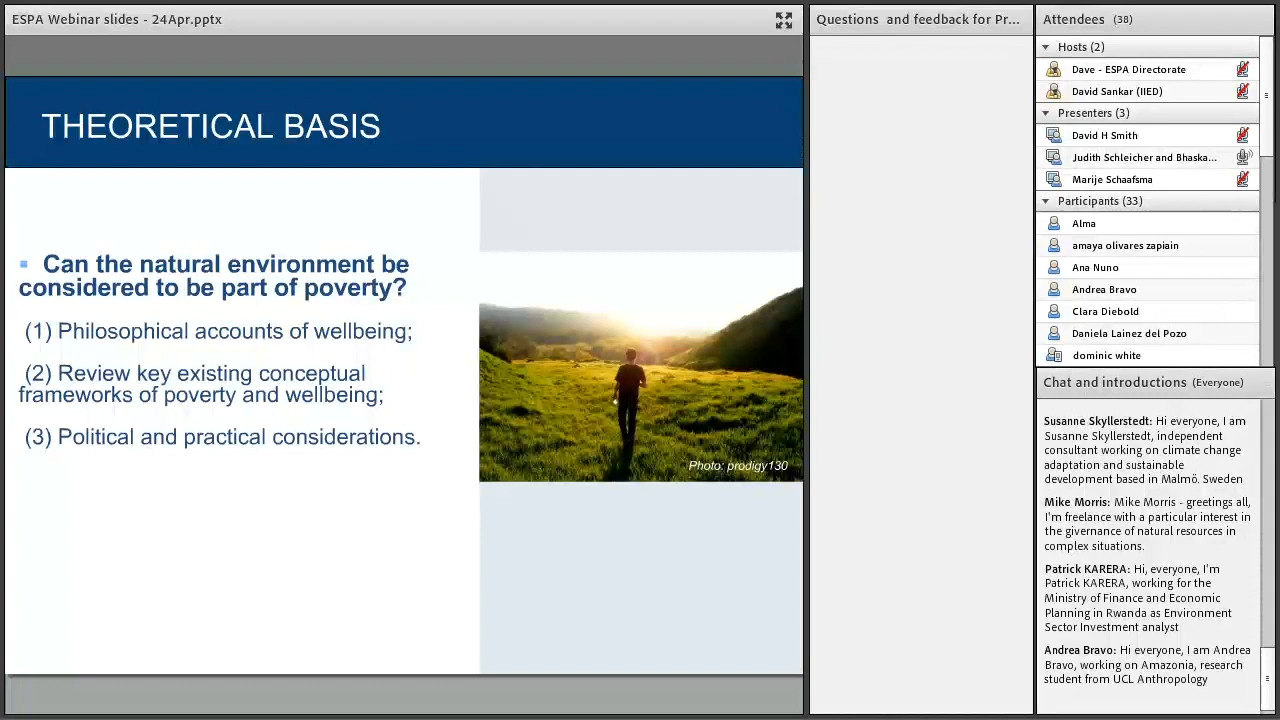 ESPA Webinar slides - 24Apr.pptx
THEORETICAL BASIS
Can the natural environment be
considered to be part of poverty?
(1) Philosophical accounts of wellbeing;
(2) Review key existing conceptual
frameworks of poverty and wellbeing;
(3) Political and practical considerations.
Photo: prodigy130
Questions and feedback for Pr...
Attendees (38)
Hosts (2)
Dave - ESPA Directorate
David Sankar (IIED)
Presenters (3)
David H Smith
Judith Schleicher and Bhaska...
Marije Schaafsma
Participants (33)
Alma
amaya olivares zapiain
Ana Nuno
Andrea Bravo
Clara Diebold
Daniela Lainez del Pozo
dominic white
Chat and introductions (Everyone)
Susanne Skyllerstedt: Hi everyone, I am
Susanne Skyllerstedt, independent
consultant working on climate change
adaptation and sustainable
development based in Malmö. Sweden
Mike Morris: Mike Morris - greetings all,
I'm freelance with a particular interest in
the givernance of natural resources in
complex situations.
Patrick KARERA: Hi, everyone, I'm
Patrick KARERA, working for the
Ministry of Finance and Economic
Planning in Rwanda as Environment
Sector Investment analyst
Andrea Bravo: Hi everyone, I am Andrea
Bravo, working on Amazonia, research
student from UCL Anthropology